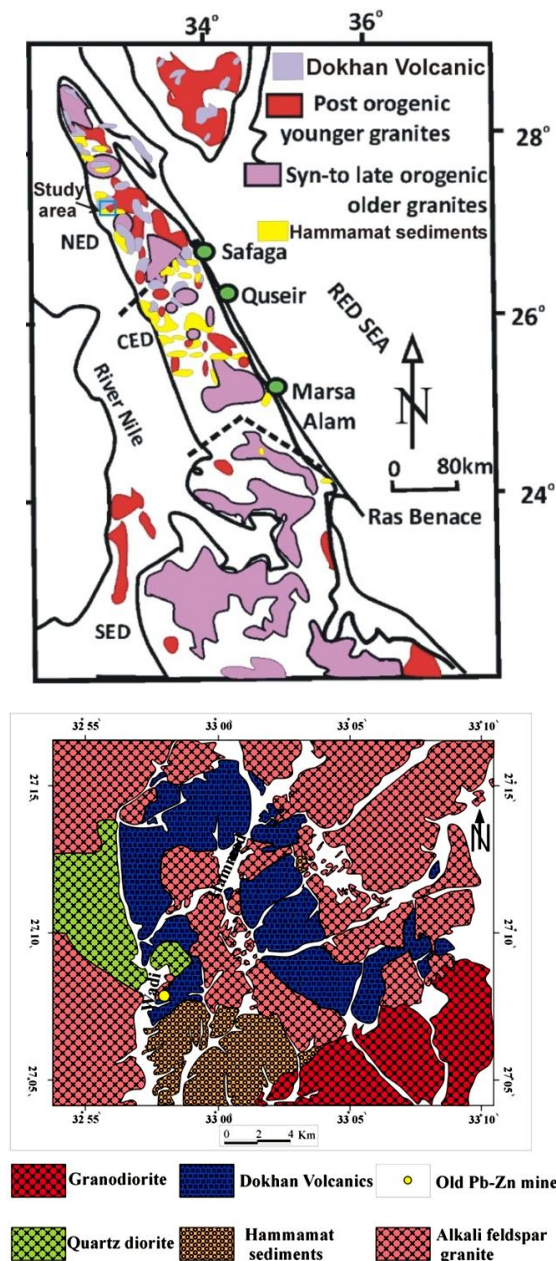 34° 36°
Dokhan Volcanic
Post orogenic
younger granites
28°
Syn-to late orogenic
older granites
Study
area
Hammamat sediments
NED
Safaga
Quseir
RED SEA
26°
CED
River Nile
Marsa
Alam
N
0 80km
24°
Ras Benace
SED
32 55` 33 00 33`05` 33`10`
27 15`
27 15`
N
Hammad
27,10`
27,10`
Wadi
27,05`
27,05`
32 55` 33 00 33`05 33`10`
0 2 4 Km
Granodiorite Dokhan Volcanics Old Pb-Zn mine
Quartz diorite Hammamat
sediments Alkali feldspar
granite